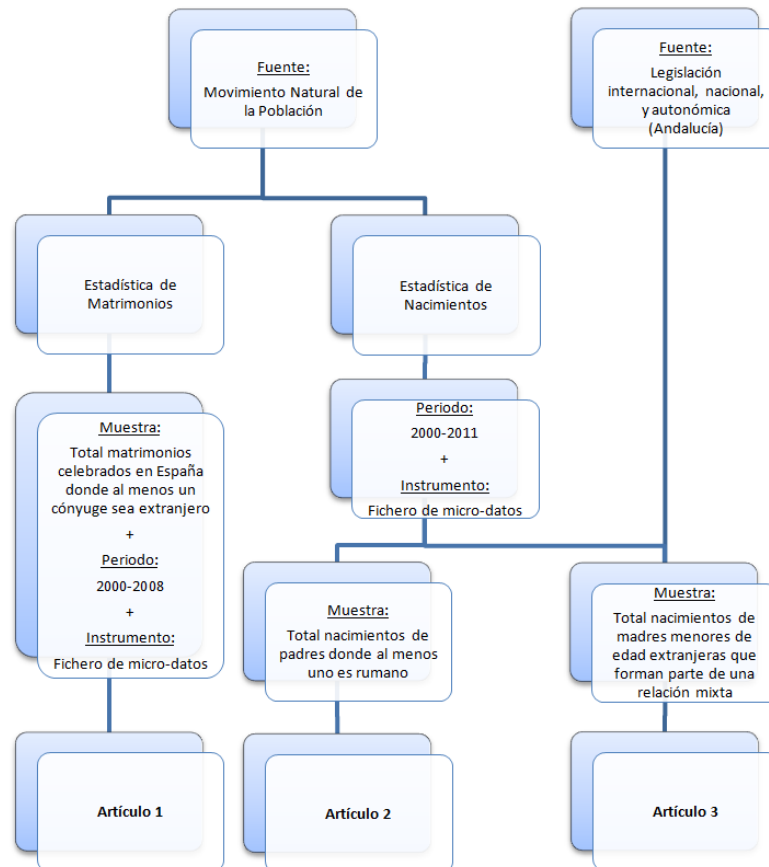 Fuente:
Movimiento Natural de
la Población
Fuente:
Legislación
internacional, nacional,
y autonómica
(Andalucía)
Estadística de
Matrimonios
Estadística de
Nacimientos
Muestra:
Total matrimonios
celebrados en España
donde al menos un
cónyuge sea extranjero
+
Periodo:
2000-2008
+
Instrumento:
Fichero de micro-datos
Periodo:
2000-2011
+
Instrumento:
Fichero de micro-datos
Muestra:
Total nacimientos de
padres donde al menos
uno es rumano
Muestra:
Total nacimientos de
madres menores de
edad extranjeras que
forman parte de una
relación mixta
Artículo 1
Artículo 2
Artículo 3